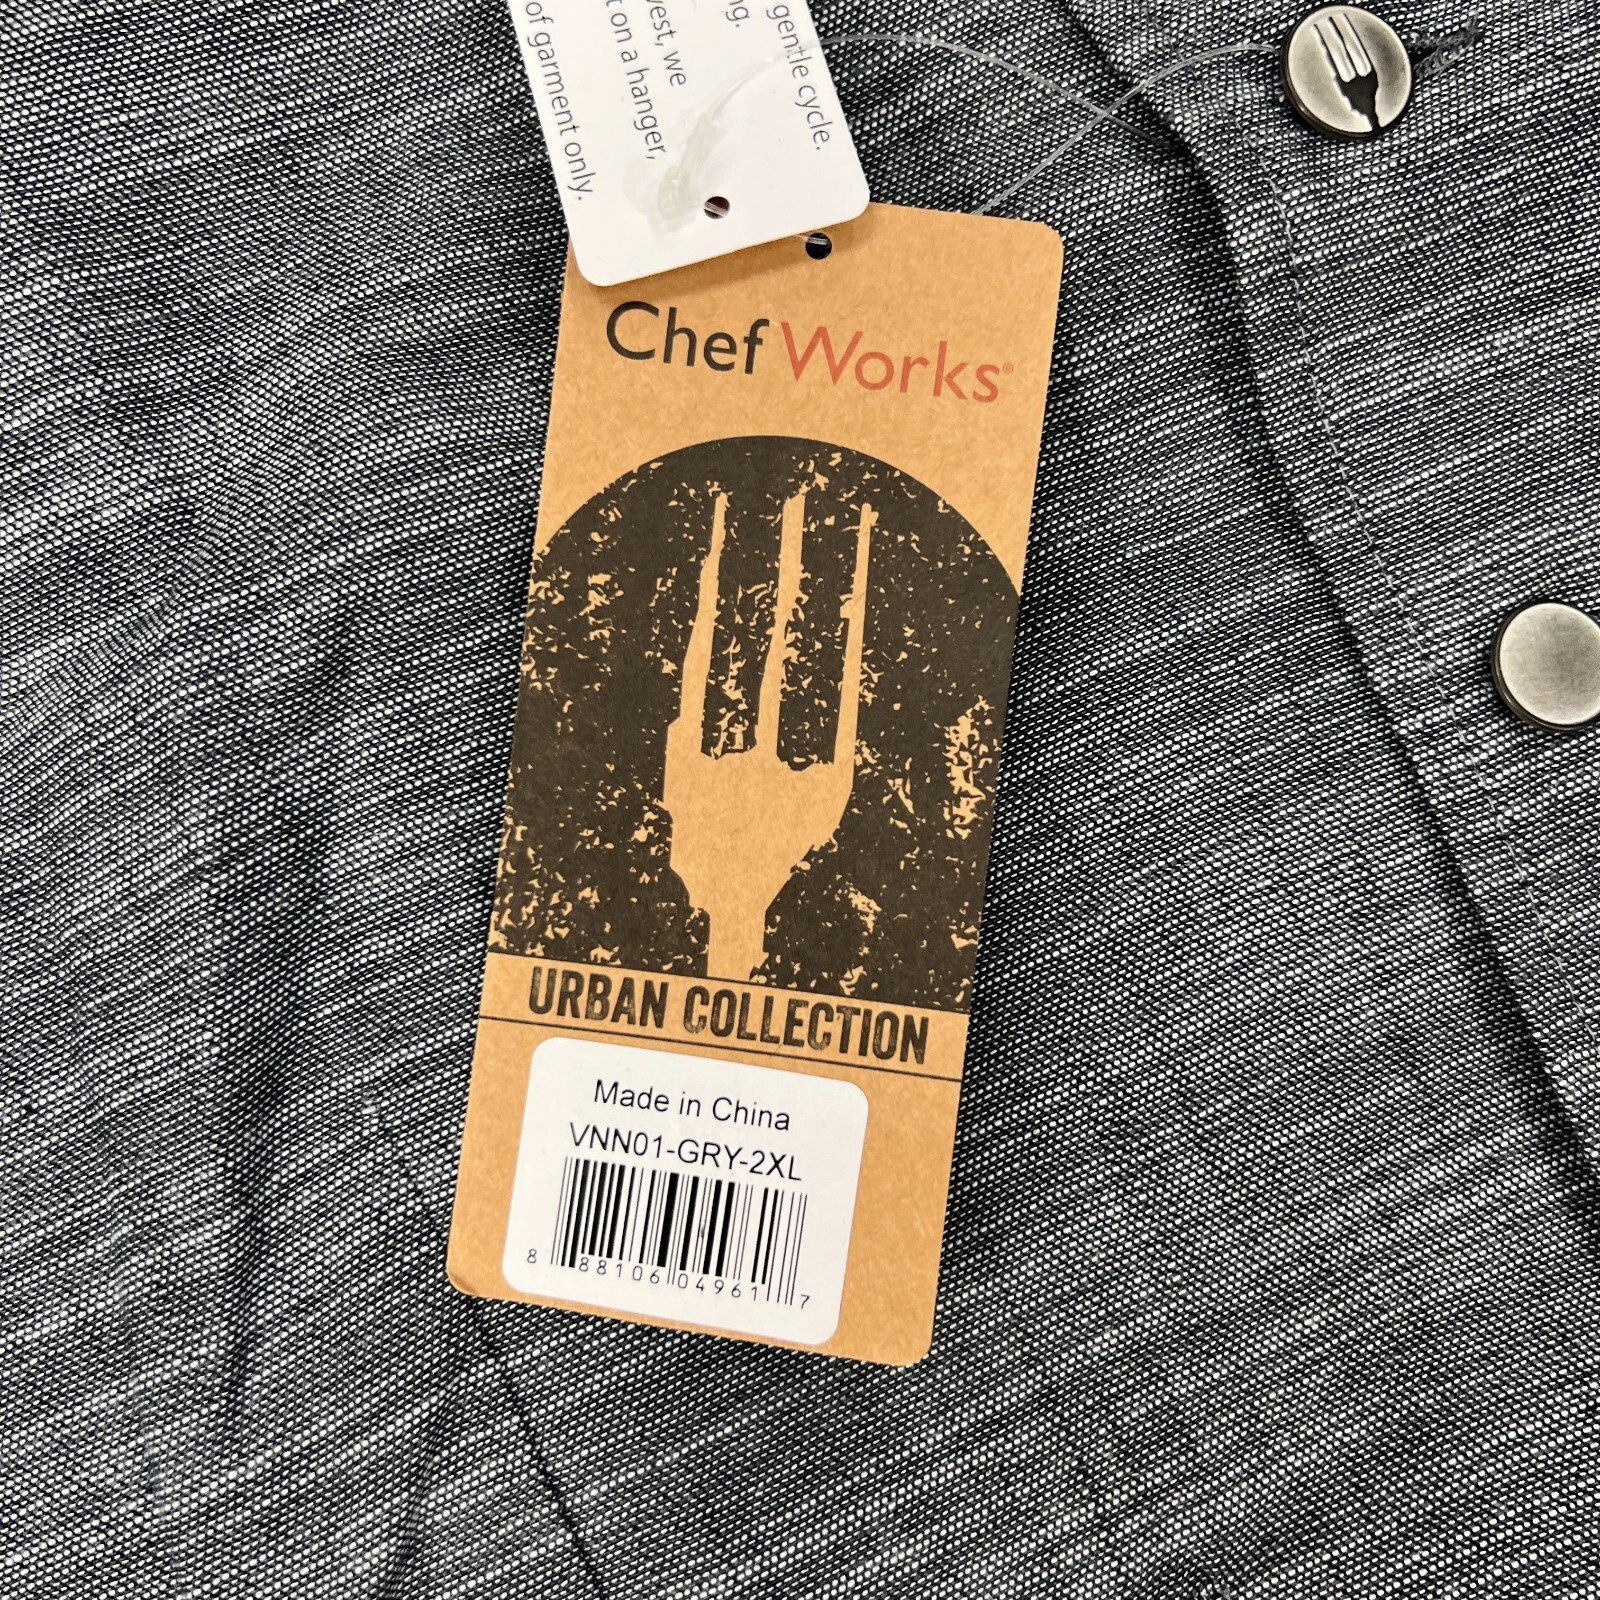 gentle cycle.
vest, we
t on a hanger,
of garment only.
Chef Works®
URBAN COLLECTION
Made in China
VNN01-GRY-2XL
8 88106 04961 7